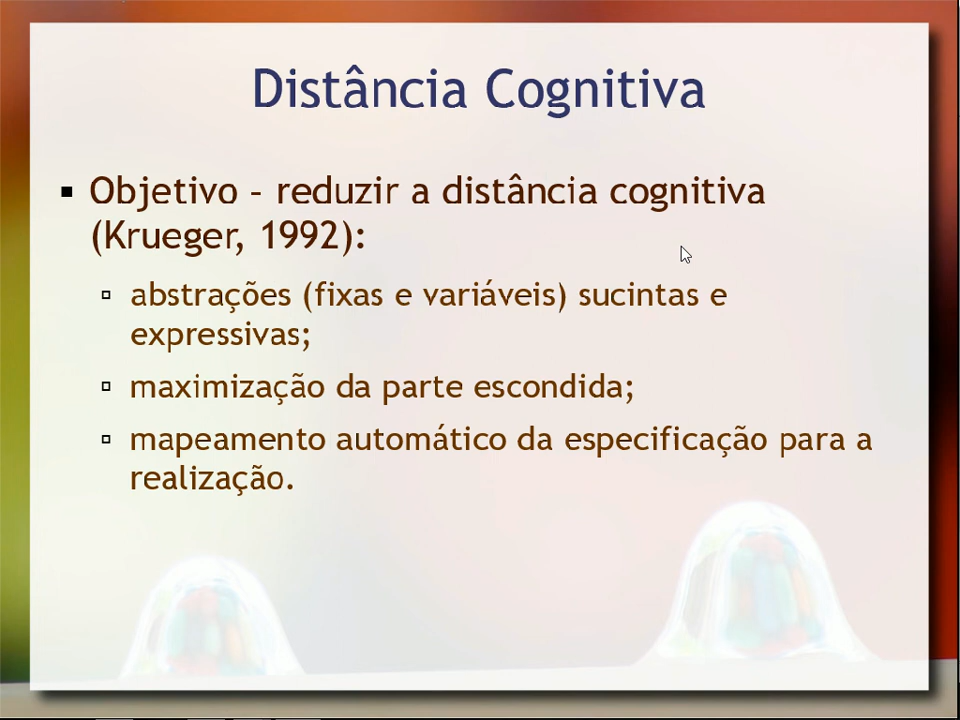 Distância Cognitiva
Objetivo – reduzir a distância cognitiva
(Krueger, 1992):
abstrações (fixas e variáveis) sucintas e
expressivas;
maximização da parte escondida;
mapeamento automático da especificação para a
realização.